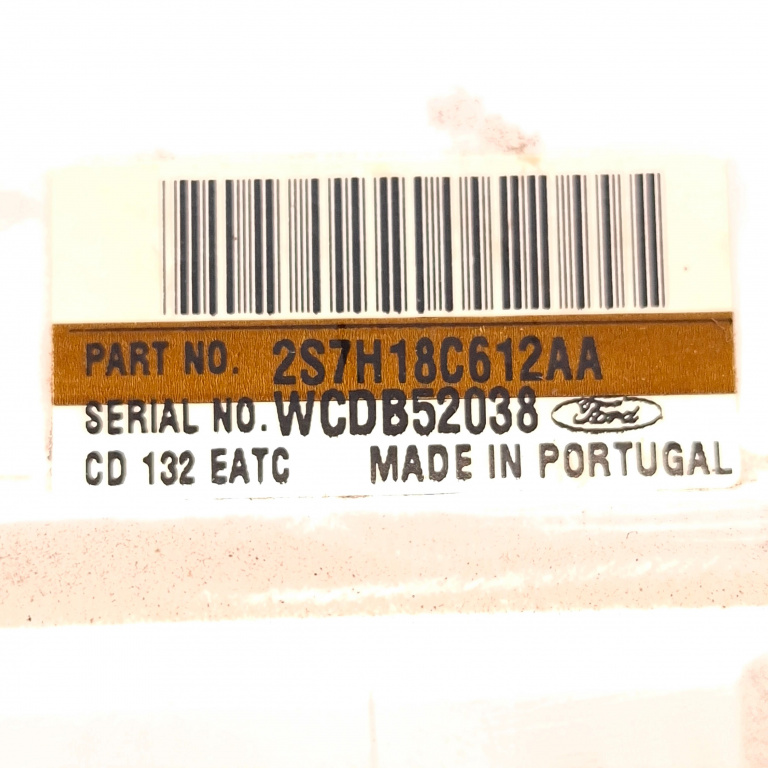 PART NO. 2S7H18C612AA
SERIAL NO. WCDB52038 Ford
CD 132 EATC MADE IN PORTUGAL